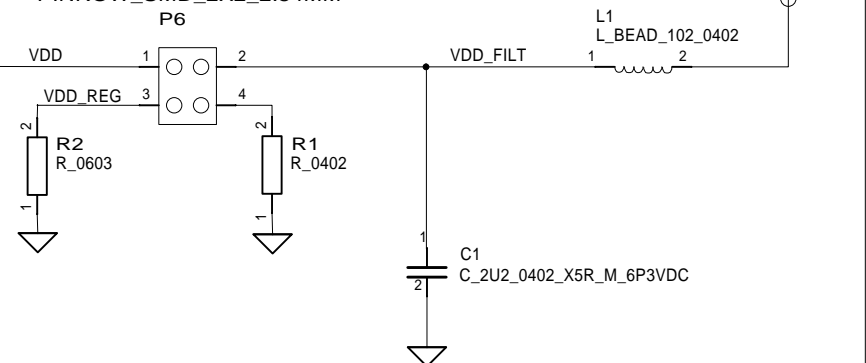 P6
L1
L_BEAD_102_0402
VDD 1 2 VDD_FILT 1 2
VDD_REG 3 4
2 R2
R_0603
1
2 R1
R_0402
1
1 C1
C_2U2_0402_X5R_M_6P3VDC
2